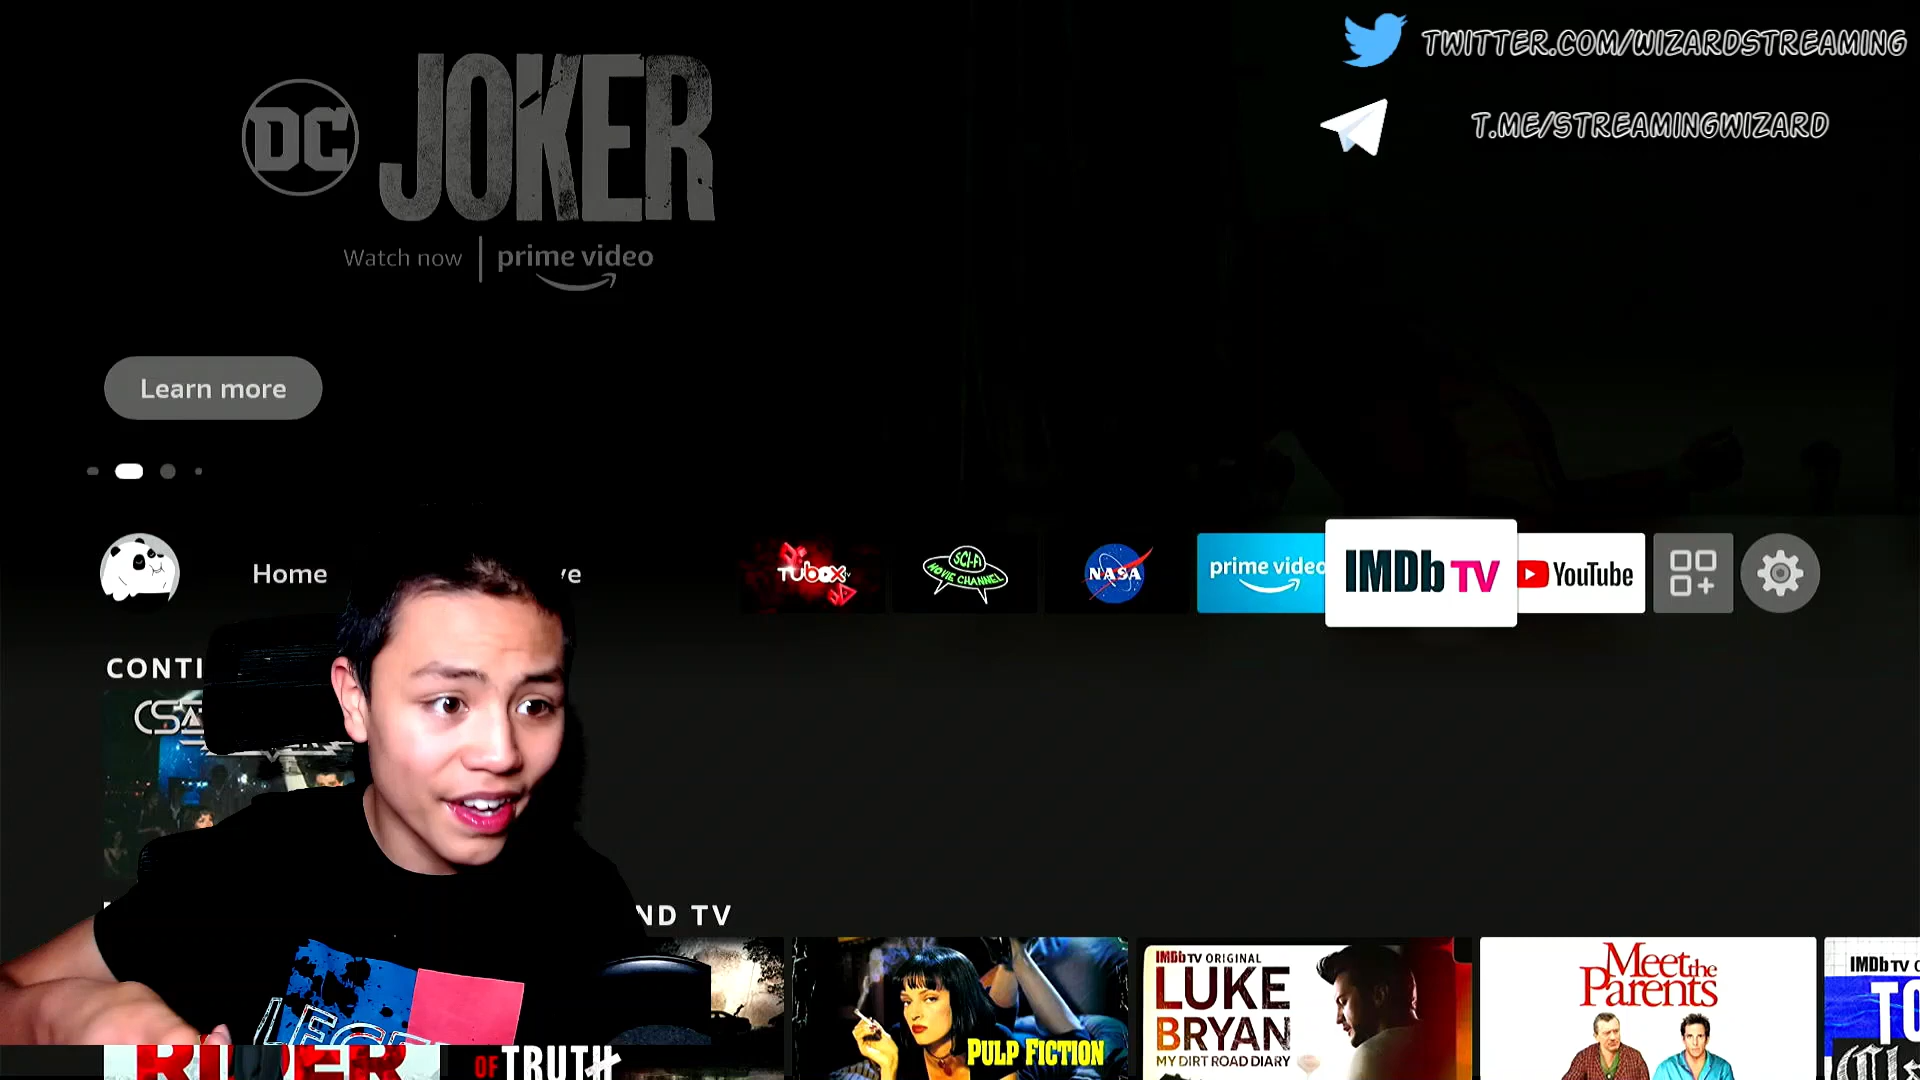 TWITTER.COM/WIZARDSTREAMING
T.ME/STREAMINGWIZARD
DC JOKER
Watch now | prime video
Learn more
Home
TUBOX
SCI-FI
MOVIE CHANNEL
NASA
prime video
IMDb TV
YouTube
ND TV
PULP FICTION
IMDb TV ORIGINAL
LUKE
BRYAN
MY DIRT ROAD DIARY
Meet the
Parents
IMDb TV
OF TRUTH